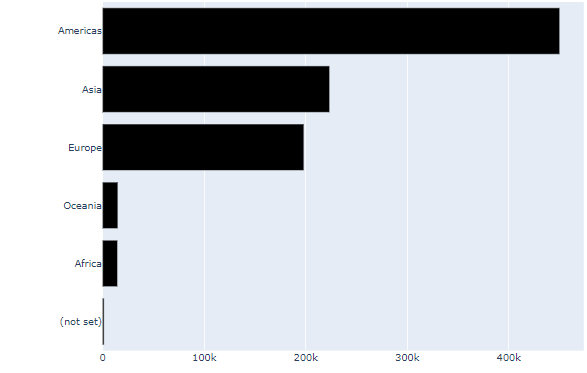 Americas
Asia
Europe
Oceania
Africa
(not set)
0 100k 200k 300k 400k